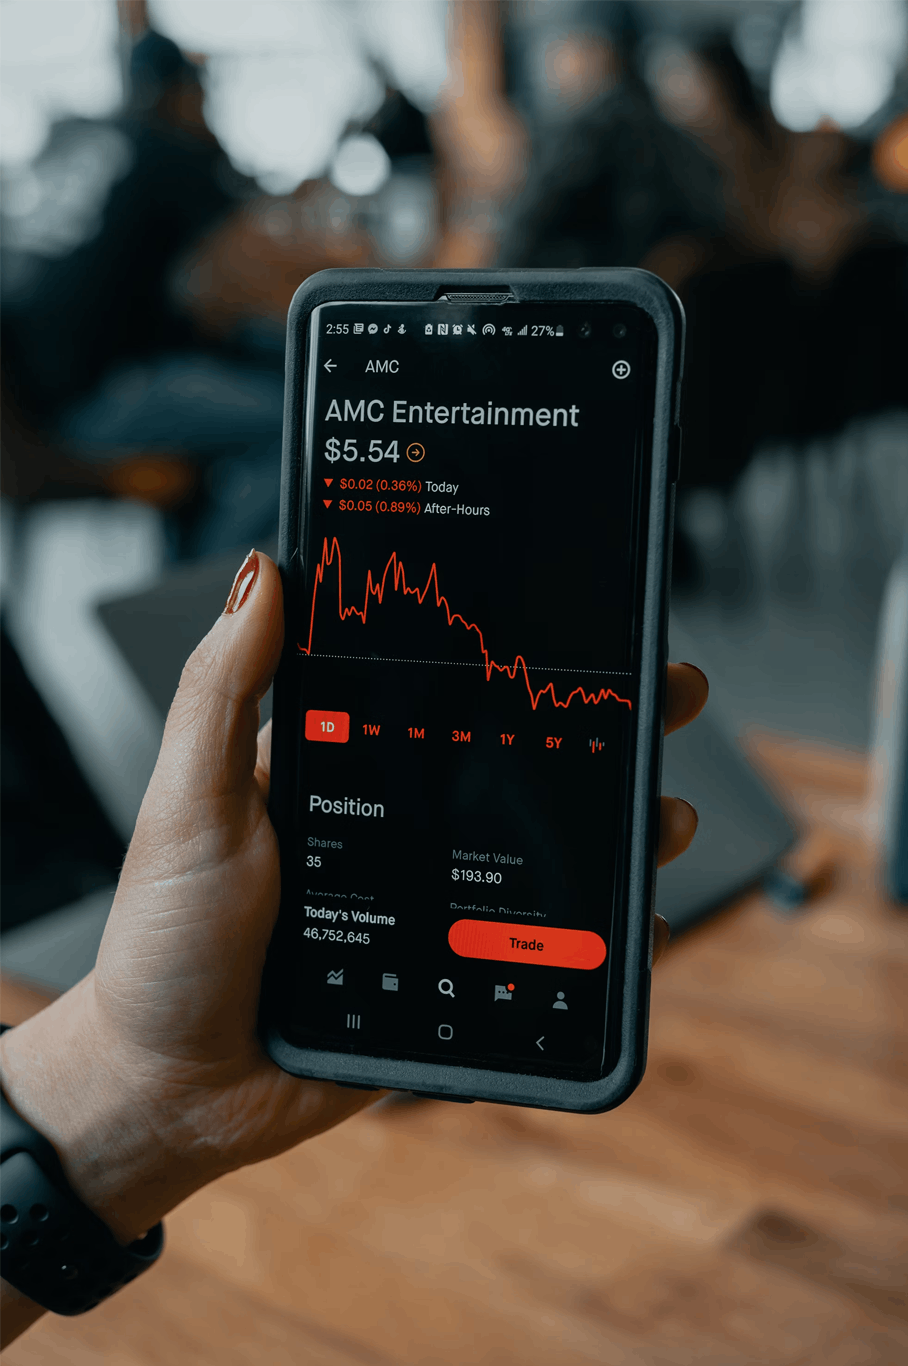 2:55 27%
AMC
AMC Entertainment
$5.54
$0.02 (0.36%) Today
$0.05 (0.89%) After-Hours
1D 1W 1M 3M 1Y 5Y
Position
Shares Market Value
35 $193.90
Average Cost Portfolio Diversity
Today's Volume
46,752,645
Trade